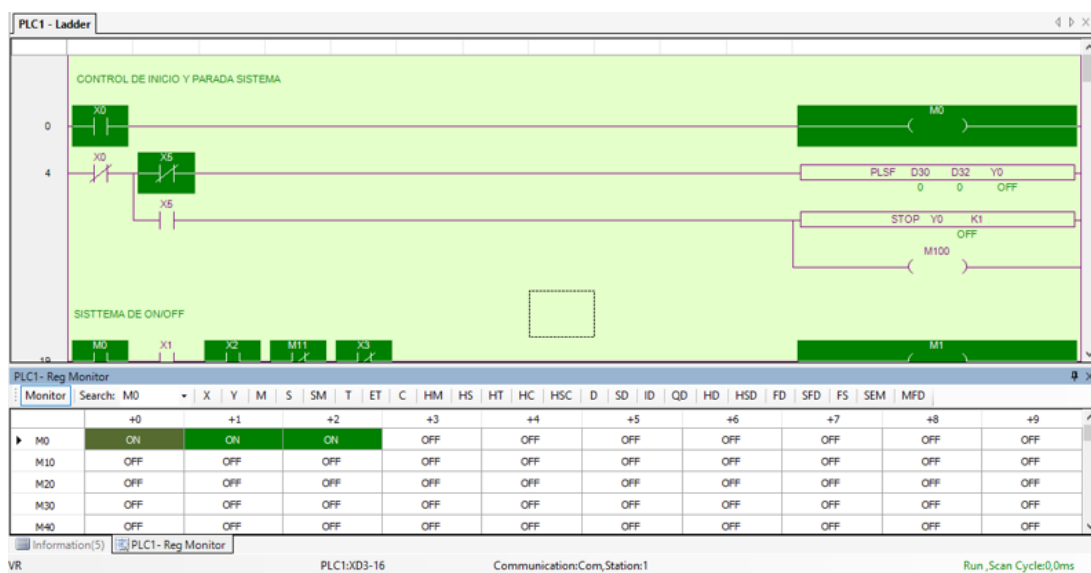 PLC1 - Ladder
CONTROL DE INICIO Y PARADA SISTEMA
X0 M0
0
X0 X5
4 PLSF D30 D32 Y0
0 0 OFF
X5
STOP Y0 K1
OFF
M100
SISTTEMA DE ON/OFF
M0 X1 X2 M11 X3 M1
19
PLC1- Reg Monitor
Monitor Search: M0 X Y M S SM T ET C HM HS HT HC HSC D SD ID QD HD HSD FD SFD FS SEM MFD
+0 +1 +2 +3 +4 +5 +6 +7 +8 +9
M0 ON ON ON OFF OFF OFF OFF OFF OFF OFF
M10 OFF OFF OFF OFF OFF OFF OFF OFF OFF OFF
M20 OFF OFF OFF OFF OFF OFF OFF OFF OFF OFF
M30 OFF OFF OFF OFF OFF OFF OFF OFF OFF OFF
M40 OFF OFF OFF OFF OFF OFF OFF OFF OFF OFF
Information(5) PLC1- Reg Monitor
VR PLC1:XD3-16 Communication:Com,Station:1 Run ,Scan Cycle:0,0ms